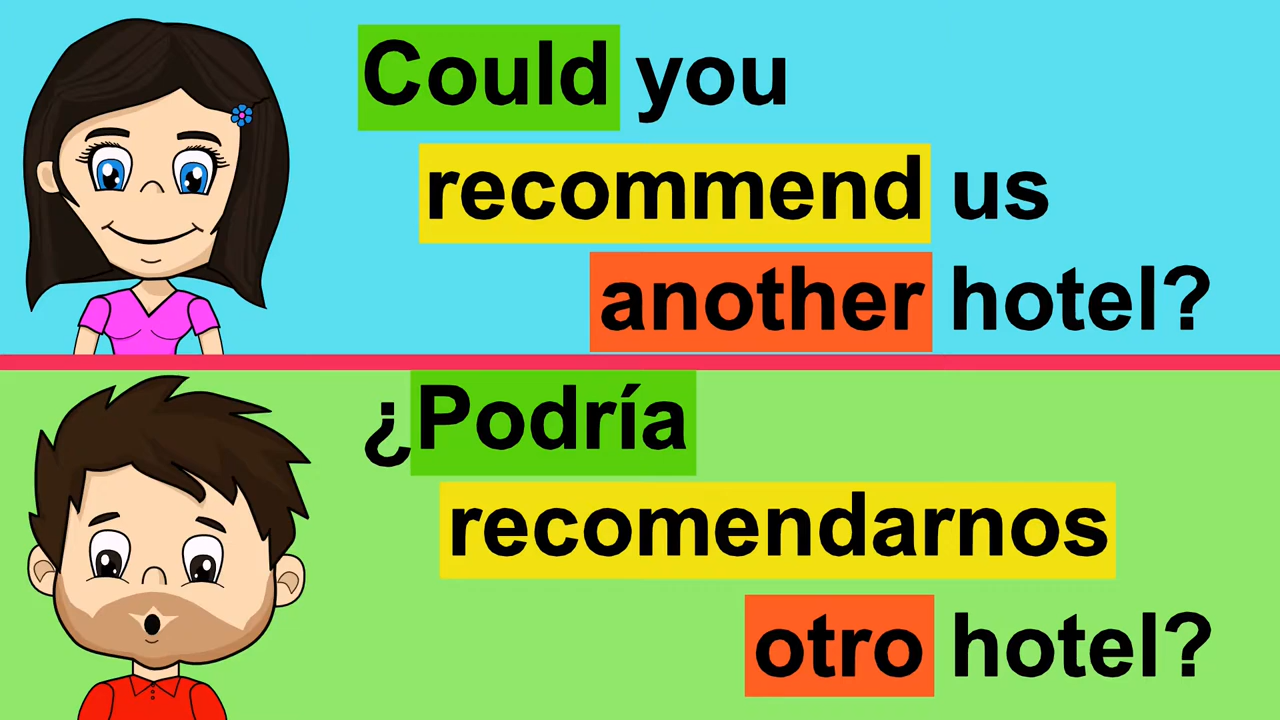 Could you
recommend us
another hotel?
¿Podría
recomendarnos
otro hotel?